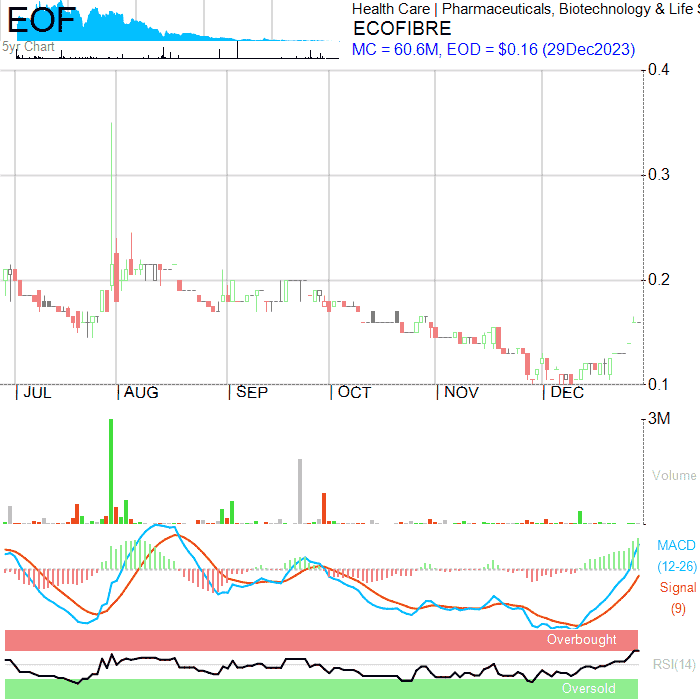 EOF
5yr Chart
Health Care | Pharmaceuticals, Biotechnology & Life S
ECOFIBRE
MC = 60.6M, EOD = $0.16 (29Dec2023)
0.4
0.3
0.2
0.1
JUL AUG SEP OCT NOV DEC
3M
Volume
MACD
(12-26)
Signal
(9)
Overbought
RSI(14)
Oversold